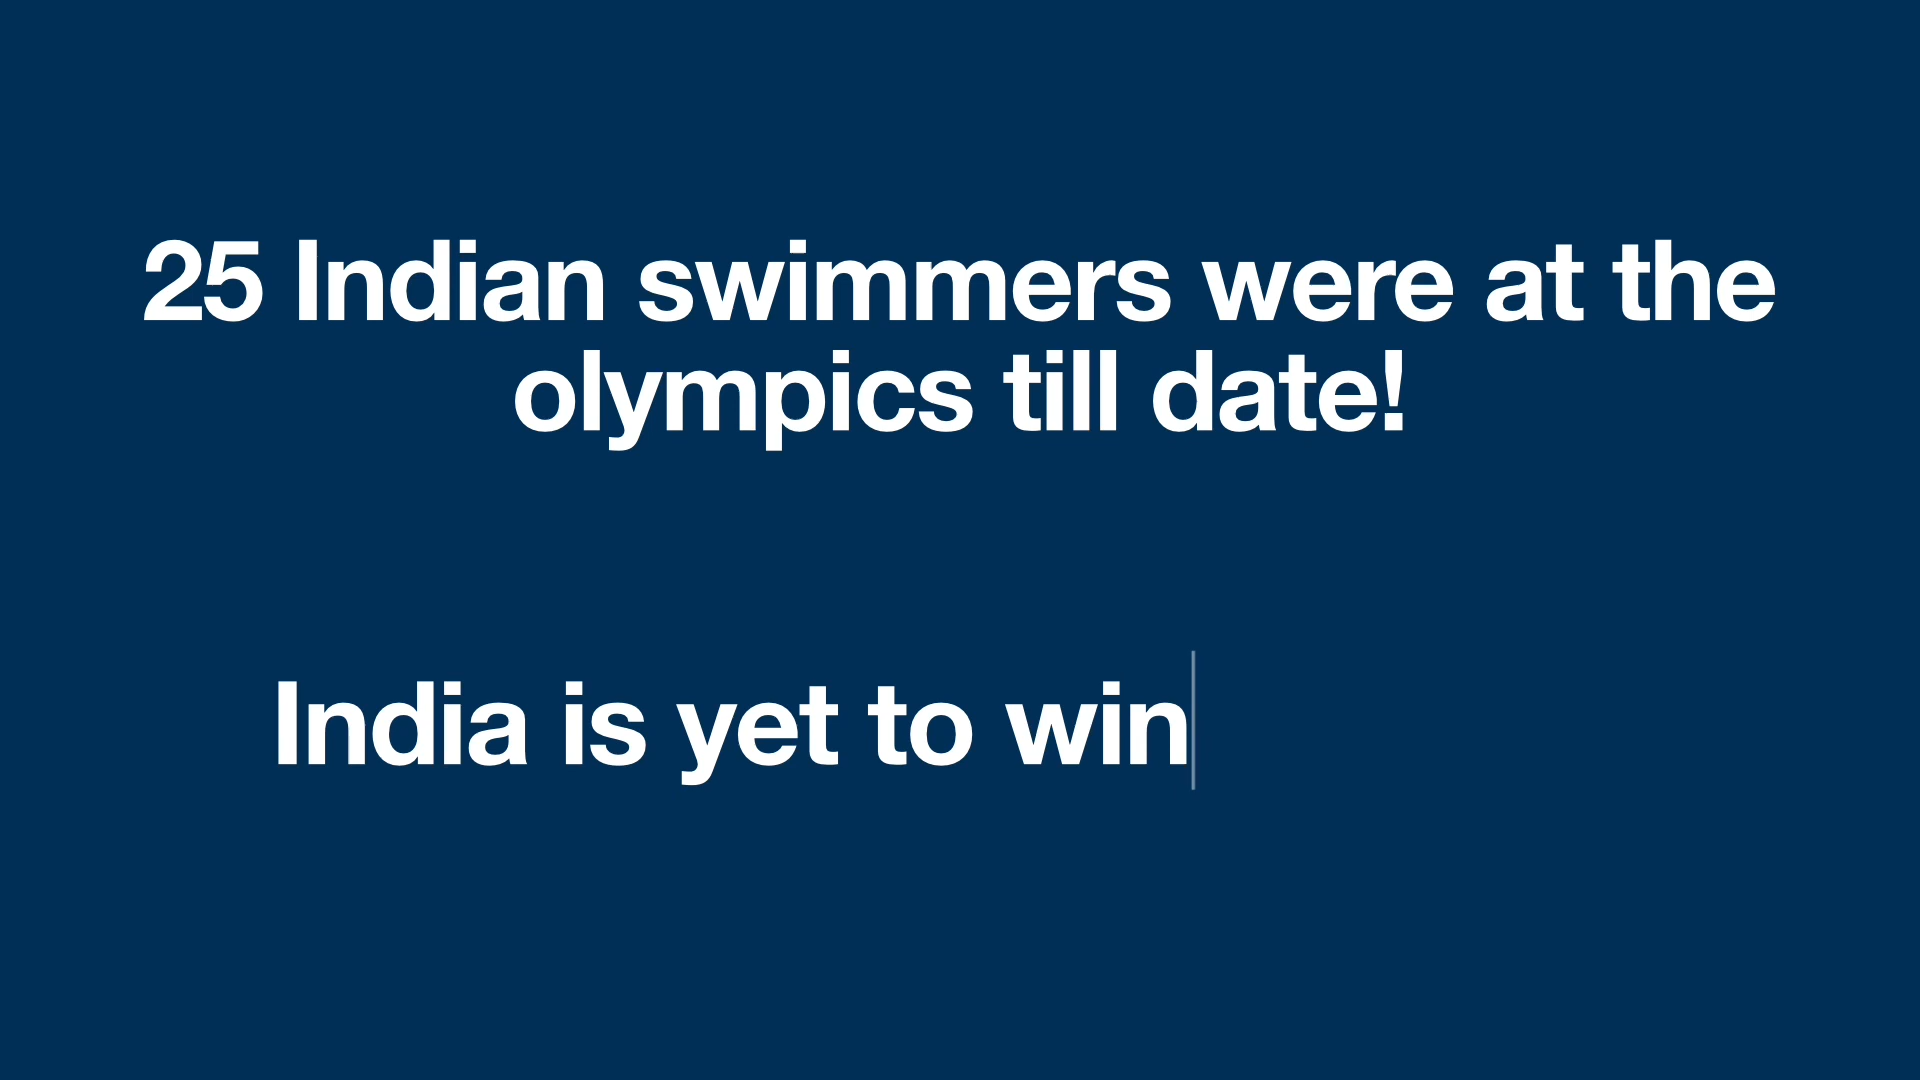 25 Indian swimmers were at the
olympics till date!
India is yet to win